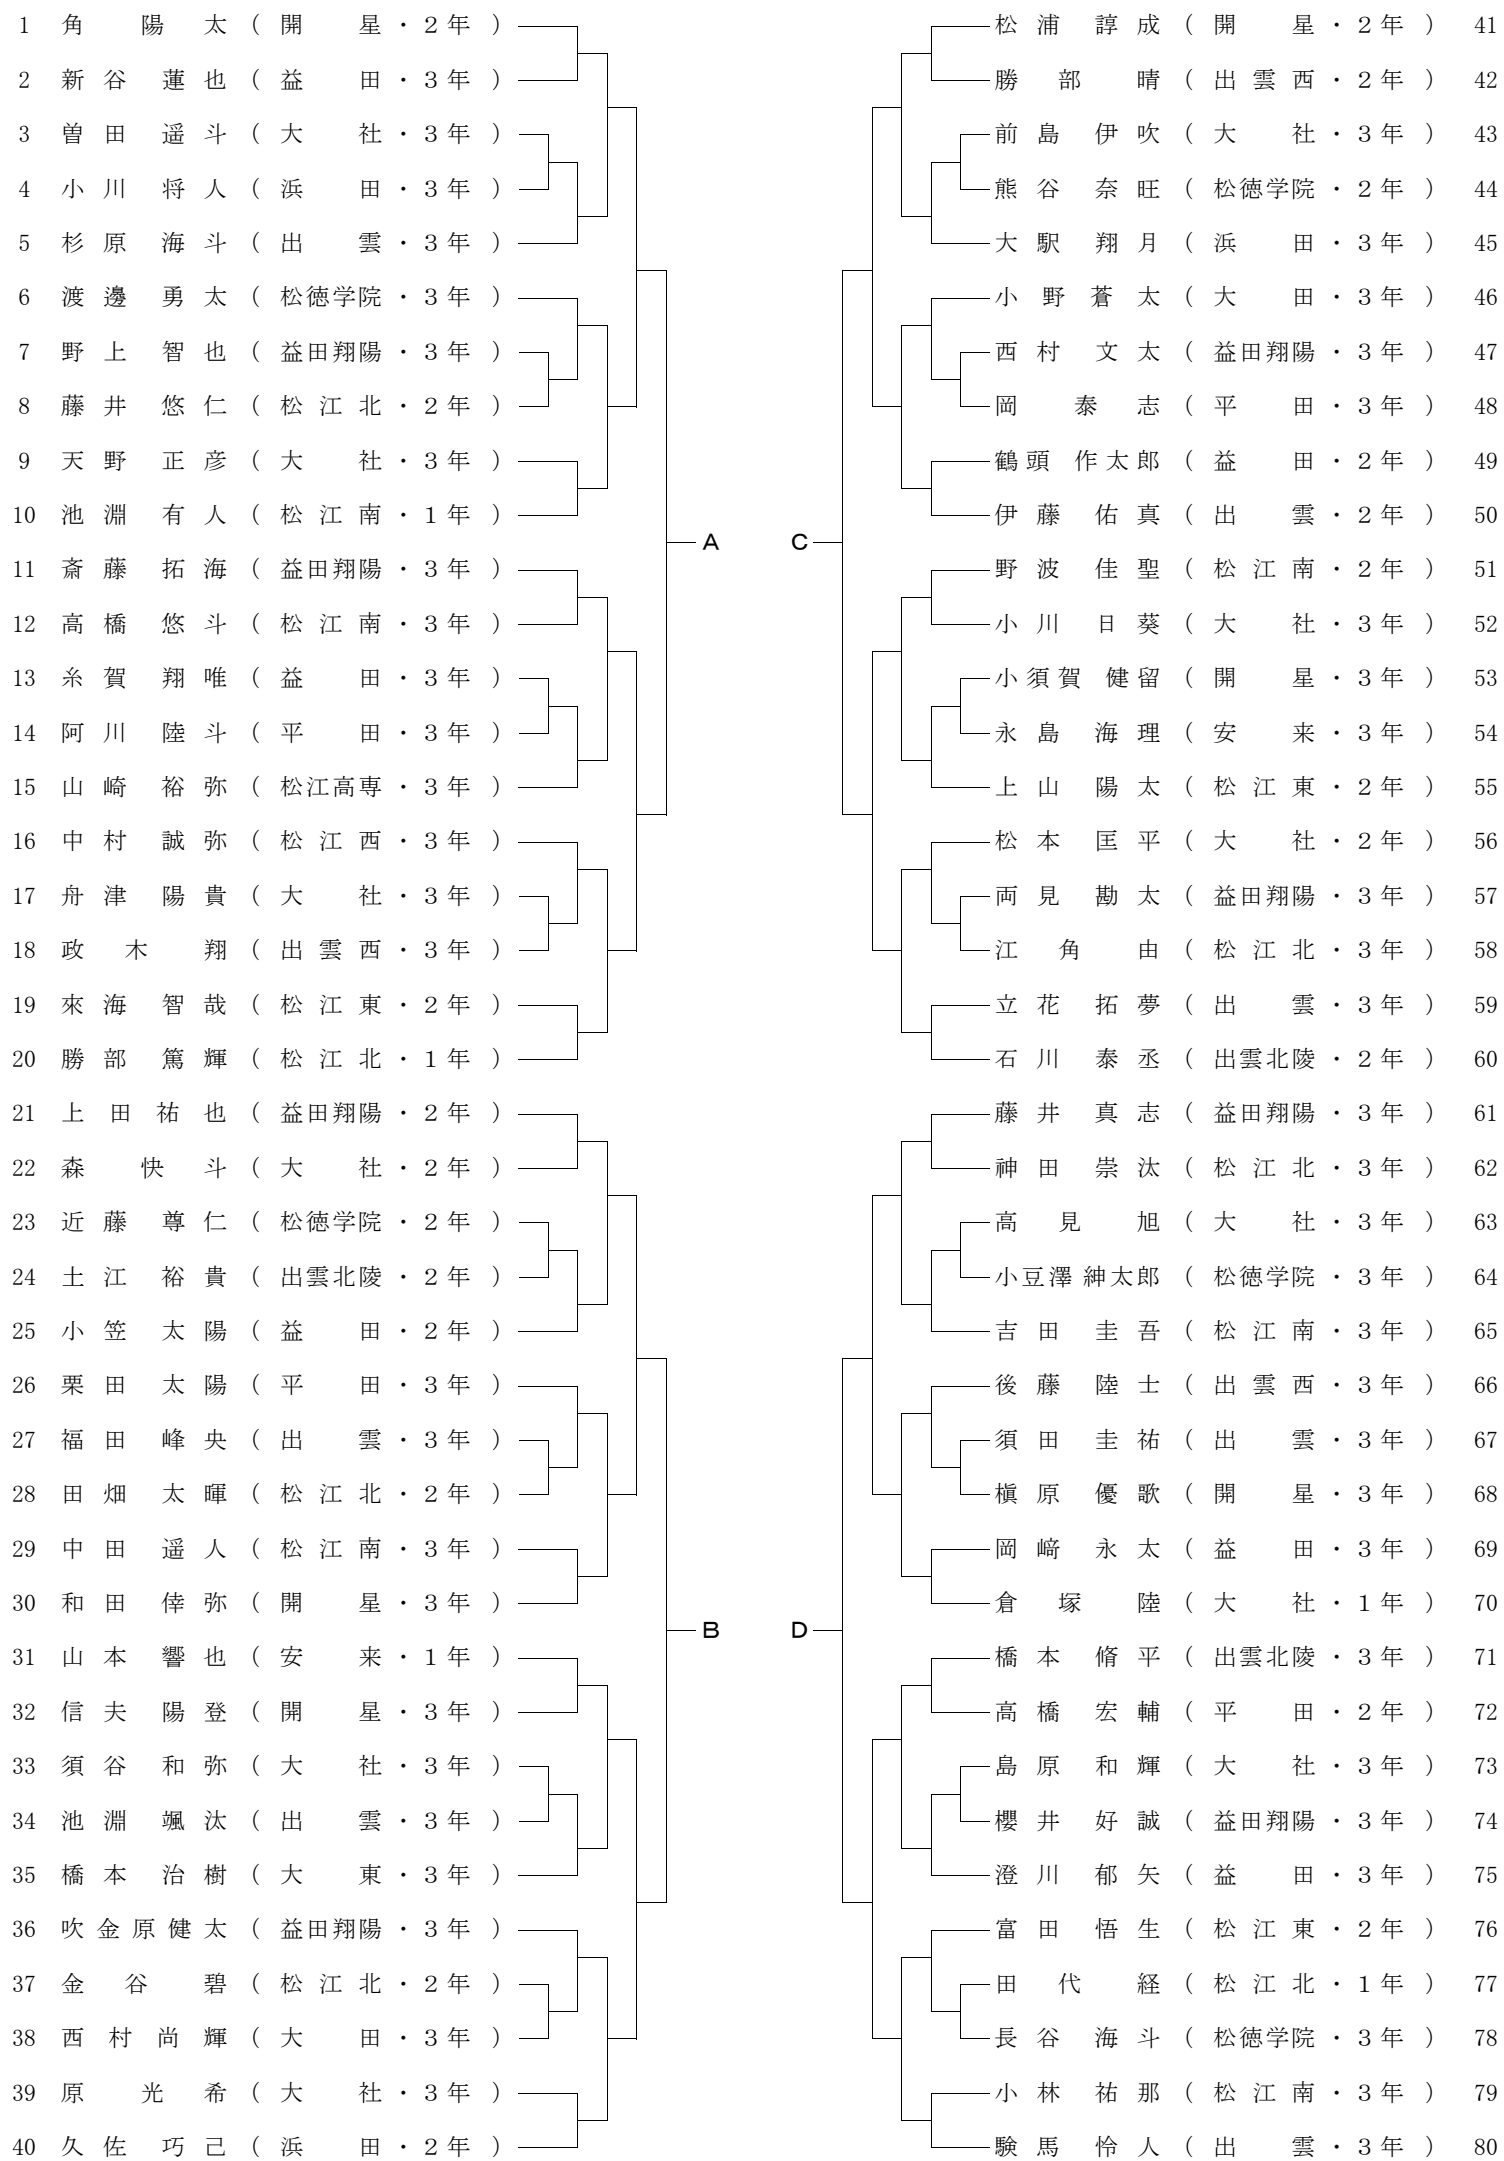 1 角 陽太 ( 開星・2年 )
2 新谷 蓮也 ( 益田・3年 )
3 曽田 遥斗 ( 大社・3年 )
4 小川 将人 ( 浜田・3年 )
5 杉原 海斗 ( 出雲・3年 )
6 渡邊 勇太 ( 松徳学院・3年 )
7 野上 智也 ( 益田翔陽・3年 )
8 藤井 悠仁 ( 松江北・2年 )
9 天野 正彦 ( 大社・3年 )
10 池淵 有人 ( 松江南・1年 )
A
11 斎藤 拓海 ( 益田翔陽・3年 )
12 高橋 悠斗 ( 松江南・3年 )
13 糸賀 翔唯 ( 益田・3年 )
14 阿川 陸斗 ( 平田・3年 )
15 山崎 裕弥 ( 松江高専・3年 )
16 中村 誠弥 ( 松江西・3年 )
17 舟津 陽貴 ( 大社・3年 )
18 政木 翔 ( 出雲西・3年 )
19 來海 智哉 ( 松江東・2年 )
20 勝部 篤輝 ( 松江北・1年 )
21 上田 祐也 ( 益田翔陽・2年 )
22 森 快斗 ( 大社・2年 )
23 近藤 尊仁 ( 松徳学院・2年 )
24 土江 裕貴 ( 出雲北陵・2年 )
25 小笠 太陽 ( 益田・2年 )
26 栗田 太陽 ( 平田・3年 )
27 福田 峰央 ( 出雲・3年 )
28 田畑 太暉 ( 松江北・2年 )
29 中田 遥人 ( 松江南・3年 )
30 和田 倖弥 ( 開星・3年 )
B
31 山本 響也 ( 安来・1年 )
32 信夫 陽登 ( 開星・3年 )
33 須谷 和弥 ( 大社・3年 )
34 池淵 颯汰 ( 出雲・3年 )
35 橋本 治樹 ( 大東・3年 )
36 吹金原健太 ( 益田翔陽・3年 )
37 金谷 碧 ( 松江北・2年 )
38 西村 尚輝 ( 大田・3年 )
39 原 光希 ( 大社・3年 )
40 久佐 巧己 ( 浜田・2年 )
松浦 諄成 ( 開星・2年 ) 41
勝部 晴 ( 出雲西・2年 ) 42
前島 伊吹 ( 大社・3年 ) 43
熊谷 奈旺 ( 松徳学院・2年 ) 44
大駅 翔月 ( 浜田・3年 ) 45
小野 蒼太 ( 大田・3年 ) 46
西村 文太 ( 益田翔陽・3年 ) 47
岡 泰志 ( 平田・3年 ) 48
鶴頭 作太郎 ( 益田・2年 ) 49
伊藤 佑真 ( 出雲・2年 ) 50
C
野波 佳聖 ( 松江南・2年 ) 51
小川 日葵 ( 大社・3年 ) 52
小須賀 健留 ( 開星・3年 ) 53
永島 海理 ( 安来・3年 ) 54
上山 陽太 ( 松江東・2年 ) 55
松本 匡平 ( 大社・2年 ) 56
両見 勘太 ( 益田翔陽・3年 ) 57
江角 由 ( 松江北・3年 ) 58
立花 拓夢 ( 出雲・3年 ) 59
石川 泰丞 ( 出雲北陵・2年 ) 60
藤井 真志 ( 益田翔陽・3年 ) 61
神田 崇汰 ( 松江北・3年 ) 62
高見 旭 ( 大社・3年 ) 63
小豆澤 紳太郎 ( 松徳学院・3年 ) 64
吉田 圭吾 ( 松江南・3年 ) 65
後藤 陸士 ( 出雲西・3年 ) 66
須田 圭祐 ( 出雲・3年 ) 67
槇原 優歌 ( 開星・3年 ) 68
岡﨑 永太 ( 益田・3年 ) 69
倉塚 陸 ( 大社・1年 ) 70
D
橋本 脩平 ( 出雲北陵・3年 ) 71
高橋 宏輔 ( 平田・2年 ) 72
島原 和輝 ( 大社・3年 ) 73
櫻井 好誠 ( 益田翔陽・3年 ) 74
澄川 郁矢 ( 益田・3年 ) 75
富田 悟生 ( 松江東・2年 ) 76
田代 経 ( 松江北・1年 ) 77
長谷 海斗 ( 松徳学院・3年 ) 78
小林 祐那 ( 松江南・3年 ) 79
験馬 怜人 ( 出雲・3年 ) 80